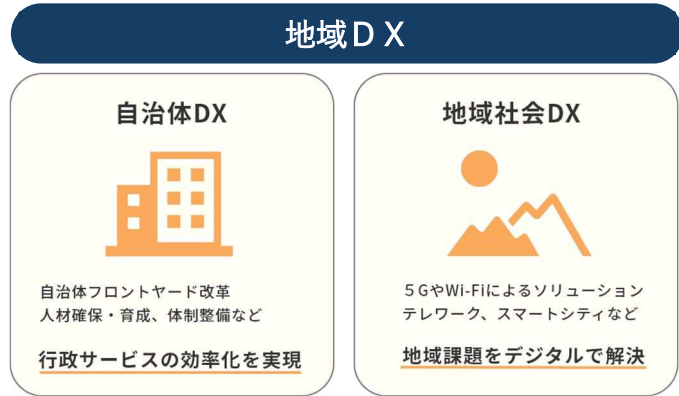 地域ＤＸ
自治体DX
自治体フロントヤード改革
人材確保・育成、体制整備など
行政サービスの効率化を実現
地域社会DX
５GやWi-Fiによるソリューション
テレワーク、スマートシティなど
地域課題をデジタルで解決